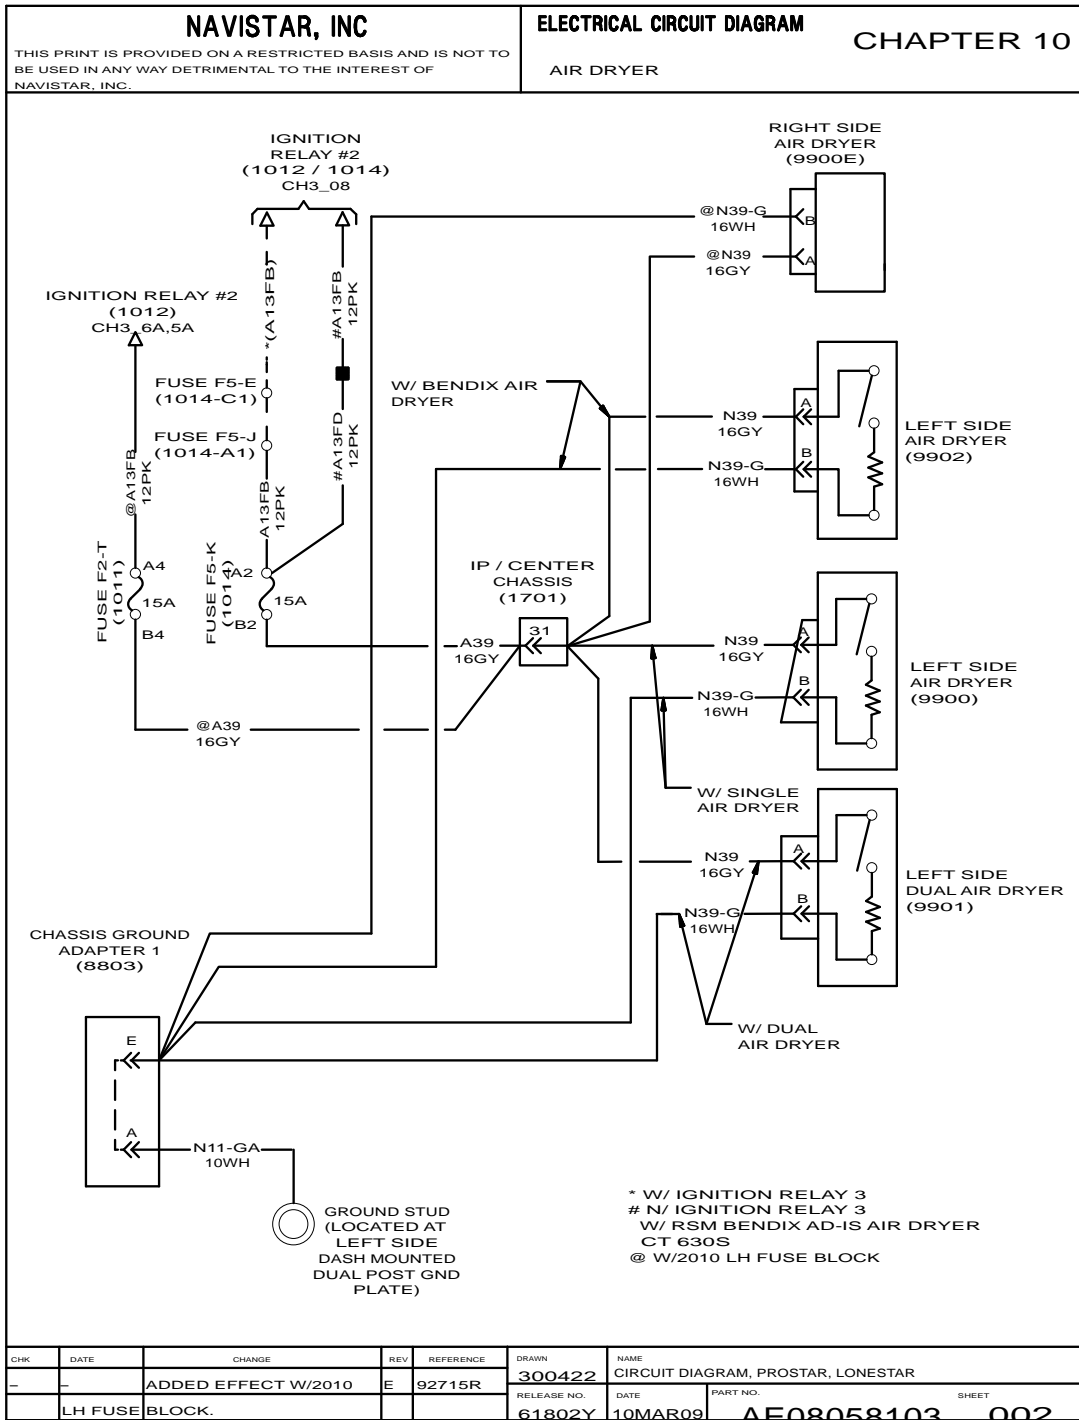 NAVISTAR, INC
THIS PRINT IS PROVIDED ON A RESTRICTED BASIS AND IS NOT TO
BE USED IN ANY WAY DETRIMENTAL TO THE INTEREST OF
NAVISTAR, INC.
ELECTRICAL CIRCUIT DIAGRAM
CHAPTER 10
AIR DRYER
IGNITION
RELAY #2
(1012 / 1014)
CH3_08
IGNITION RELAY #2
(1012)
CH3_6A,5A
*(A13FB)
#A13FB
12PK
FUSE F5-E
(1014-C1)
FUSE F5-J
(1014-A1)
#A13FD
12PK
@A13FB
12PK
A13FB
12PK
FUSE F2-T
(1011)
A4
15A
B4
FUSE F5-K
(1014)
A2
15A
B2
A39
16GY
@A39
16GY
IP / CENTER
CHASSIS
(1701)
31
RIGHT SIDE
AIR DRYER
(9900E)
@N39-G
16WH
B
@N39
16GY
A
W/ BENDIX AIR
DRYER
N39
16GY
A
N39-G
16WH
B
LEFT SIDE
AIR DRYER
(9902)
N39
16GY
A
N39-G
16WH
B
LEFT SIDE
AIR DRYER
(9900)
W/ SINGLE
AIR DRYER
N39
16GY
A
N39-G
16WH
B
LEFT SIDE
DUAL AIR DRYER
(9901)
W/ DUAL
AIR DRYER
CHASSIS GROUND
ADAPTER 1
(8803)
E
A
N11-GA
10WH
GROUND STUD
(LOCATED AT
LEFT SIDE
DASH MOUNTED
DUAL POST GND
PLATE)
* W/ IGNITION RELAY 3
# N/ IGNITION RELAY 3
W/ RSM BENDIX AD-IS AIR DRYER
CT 630S
@ W/2010 LH FUSE BLOCK
CHK DATE CHANGE REV REFERENCE
– – ADDED EFFECT W/2010 E 92715R
LH FUSE BLOCK.
DRAWN
300422
NAME
CIRCUIT DIAGRAM, PROSTAR, LONESTAR
RELEASE NO.
61802Y
DATE
10MAR09
PART NO.
AE08058103
SHEET
002